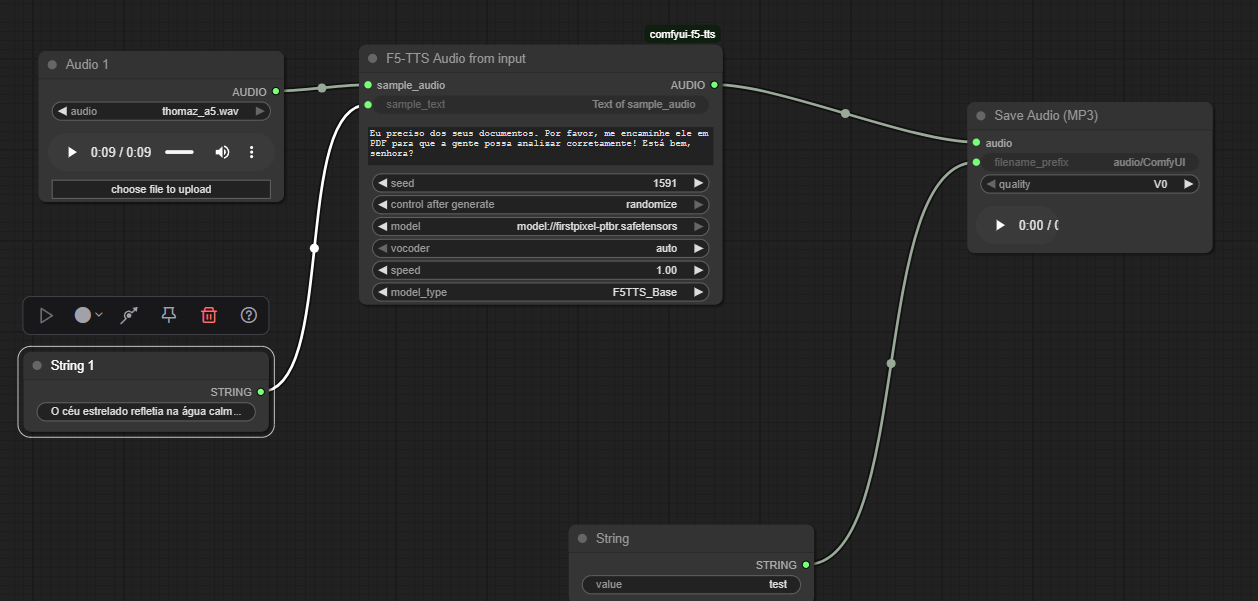 comfyui-f5-tts
Audio 1
AUDIO
audio thomaz_a5.wav
0:09 / 0:09
choose file to upload
F5-TTS Audio from input
sample_audio AUDIO
sample_text Text of sample_audio
Eu preciso dos seus documentos. Por favor, me encaminhe ele em
PDF para que a gente possa analizar corretamente! Está bem,
senhora?
seed 1591
control after generate randomize
model model://firstpixel-ptbr.safetensors
vocoder auto
speed 1.00
model_type F5TTS_Base
Save Audio (MP3)
audio
filename_prefix audio/ComfyUI
quality V0
0:00 / 0
String 1
STRING
O céu estrelado refletia na água calm...
String
STRING
value test